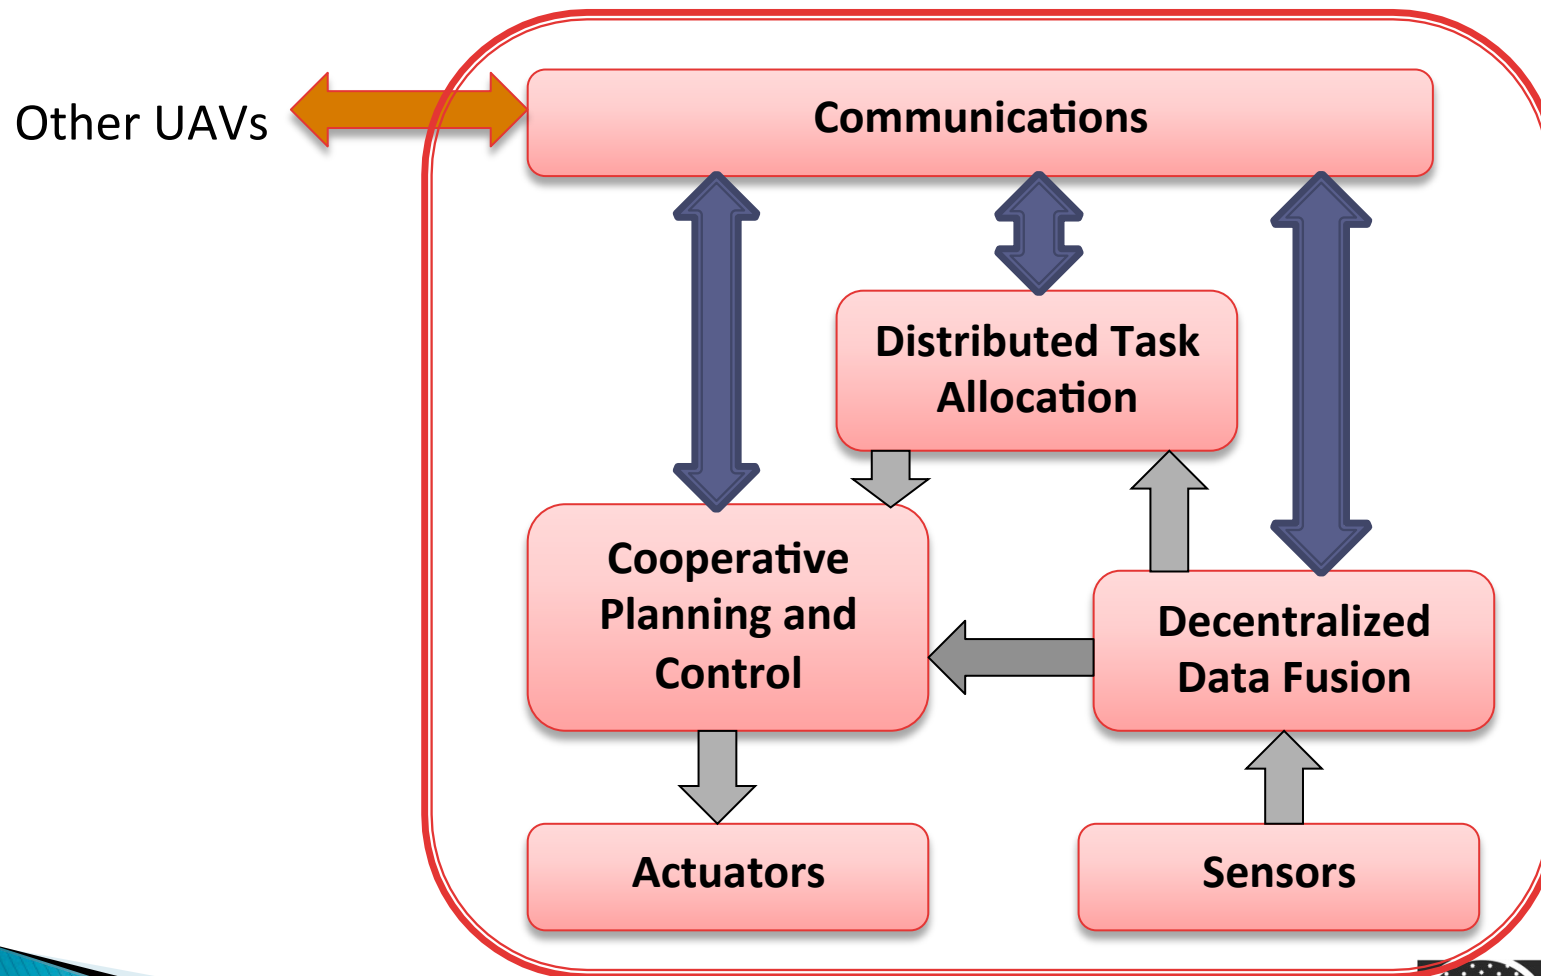 Other UAVs
Communications
Distributed Task
Allocation
Cooperative
Planning and
Control
Decentralized
Data Fusion
Actuators
Sensors